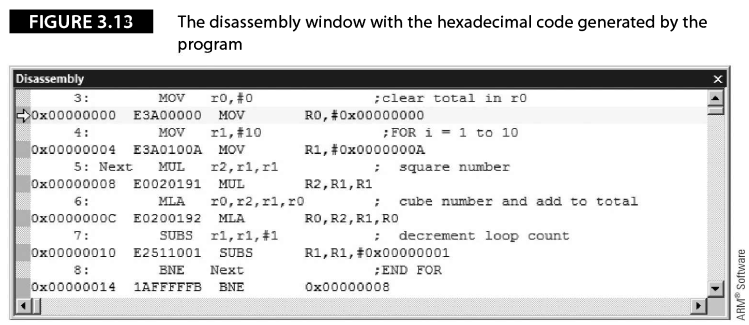 FIGURE 3.13 The disassembly window with the hexadecimal code generated by the
program
Disassembly
3: MOV r0,#0 ;clear total in r0
0x00000000 E3A00000 MOV R0,#0x00000000
4: MOV r1,#10 ;FOR i = 1 to 10
0x00000004 E3A0100A MOV R1,#0x0000000A
5: Next MUL r2,r1,r1 ; square number
0x00000008 E0020191 MUL R2,R1,R1
6: MLA r0,r2,r1,r0 ; cube number and add to total
0x0000000C E0200192 MLA R0,R2,R1,R0
7: SUBS r1,r1,#1 ; decrement loop count
0x00000010 E2511001 SUBS R1,R1,#0x00000001
8: BNE Next ;END FOR
0x00000014 1AFFFFFB BNE 0x00000008
ARM® Software